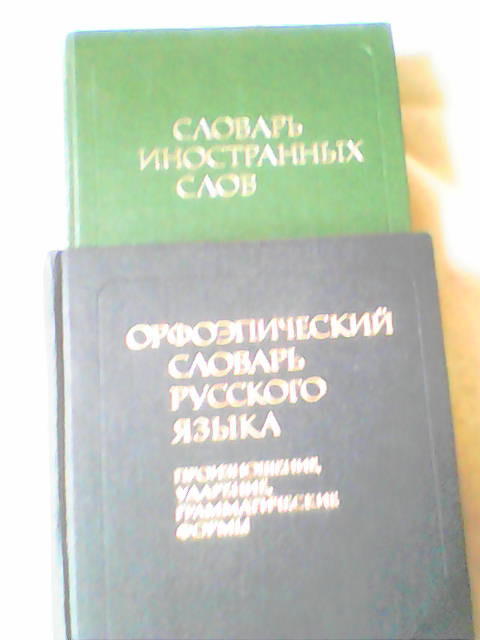 СЛОВАРЬ
ИНОСТРАННЫХ
СЛОВ
ОРФОЭПИЧЕСКИЙ
СЛОВАРЬ
РУССКОГО
ЯЗЫКА
ПРОИЗНОШЕНИЕ,
УДАРЕНИЕ,
ГРАММАТИЧЕСКИЕ
ФОРМЫ